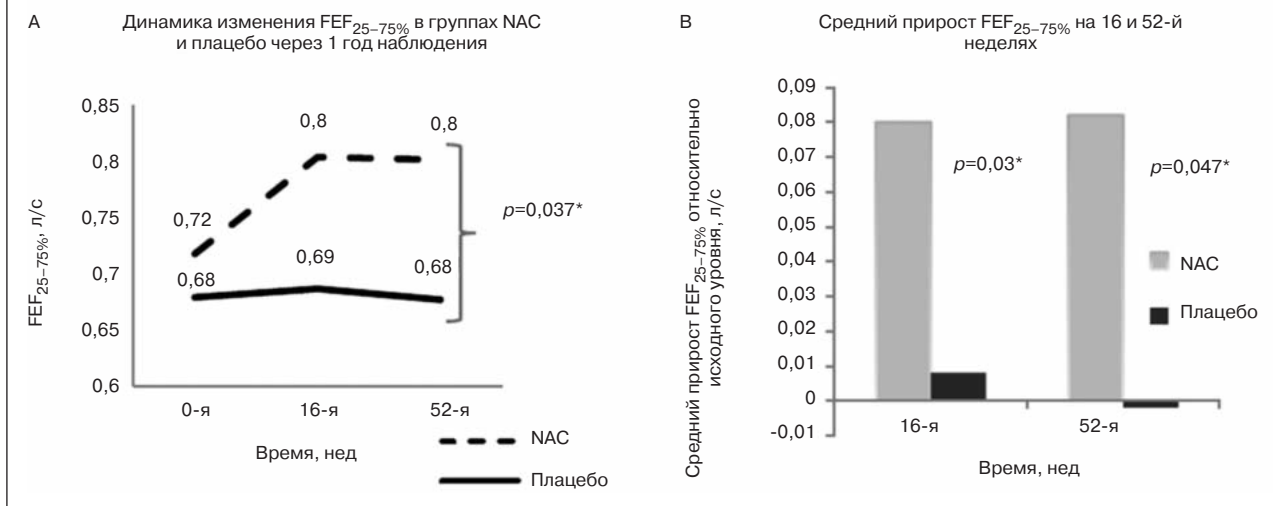 А
Динамика изменения FEF25–75% в группах NAC
и плацебо через 1 год наблюдения
FEF25–75%, л/с
0,85
0,8
0,75
0,7
0,65
0,6
0,72
0,8
0,8
0,68
0,69
0,68
p=0,037*
0-я
16-я
52-я
Время, нед
NAC
Плацебо
В
Средний прирост FEF25–75% на 16 и 52-й
неделях
Средний прирост FEF25–75% относительно
исходного уровня, л/с
0,09
0,08
0,07
0,06
0,05
0,04
0,03
0,02
0,01
0
-0,01
p=0,03*
p=0,047*
NAC
Плацебо
16-я
52-я
Время, нед